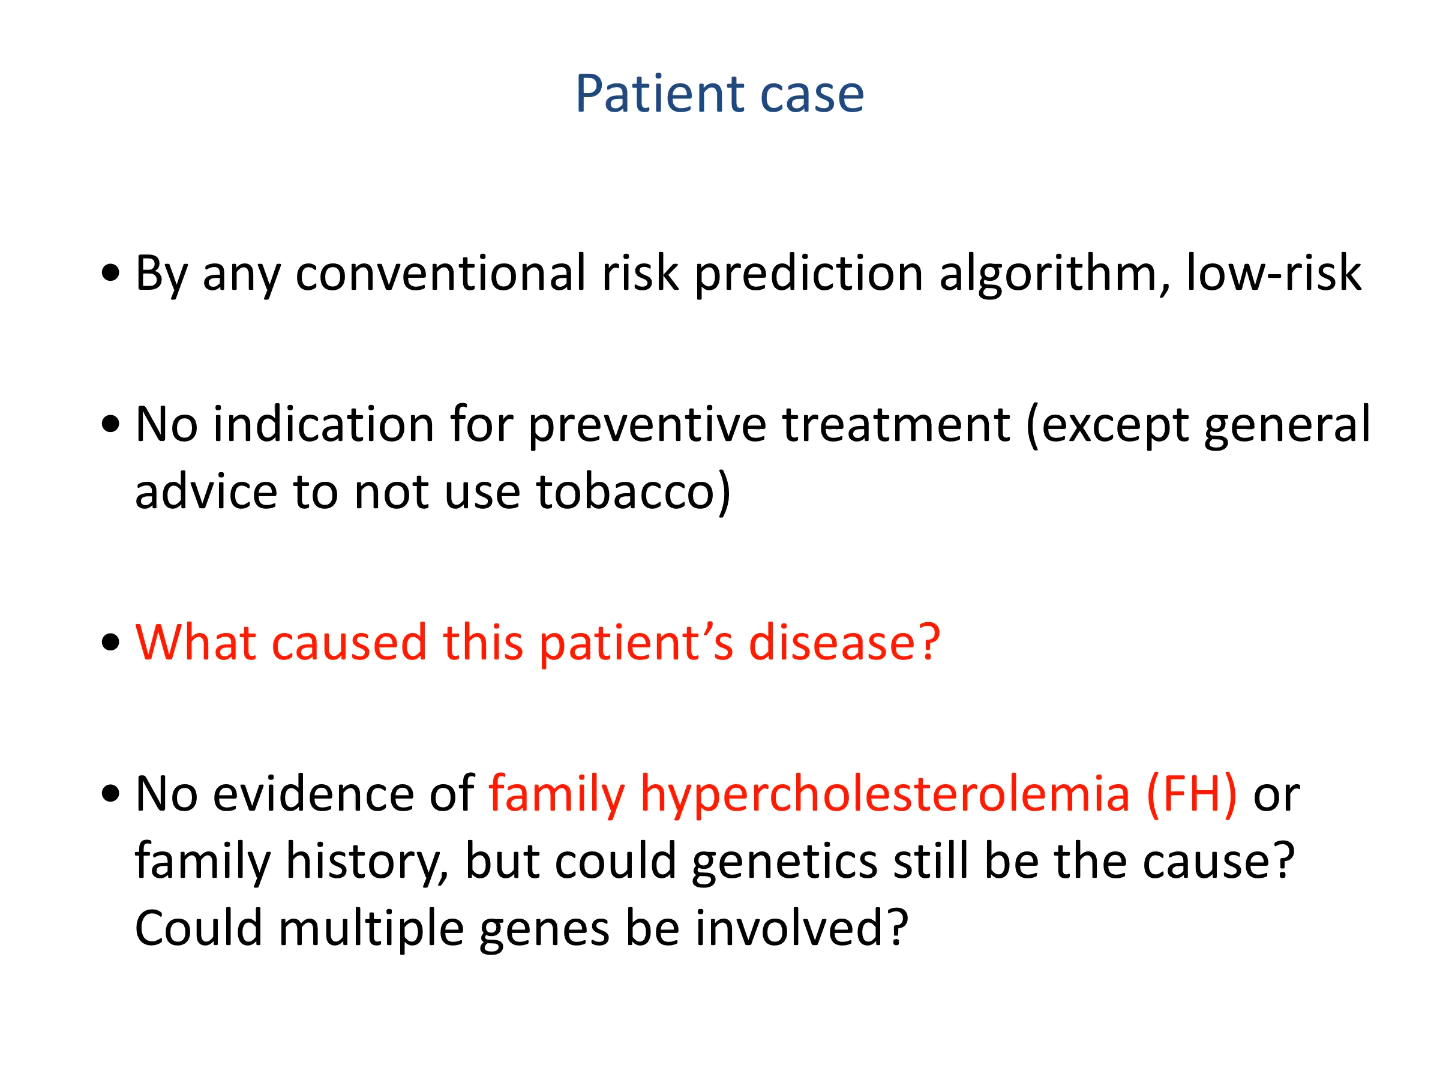 Patient case
• By any conventional risk prediction algorithm, low-risk
• No indication for preventive treatment (except general
advice to not use tobacco)
• What caused this patient’s disease?
• No evidence of family hypercholesterolemia (FH) or
family history, but could genetics still be the cause?
Could multiple genes be involved?